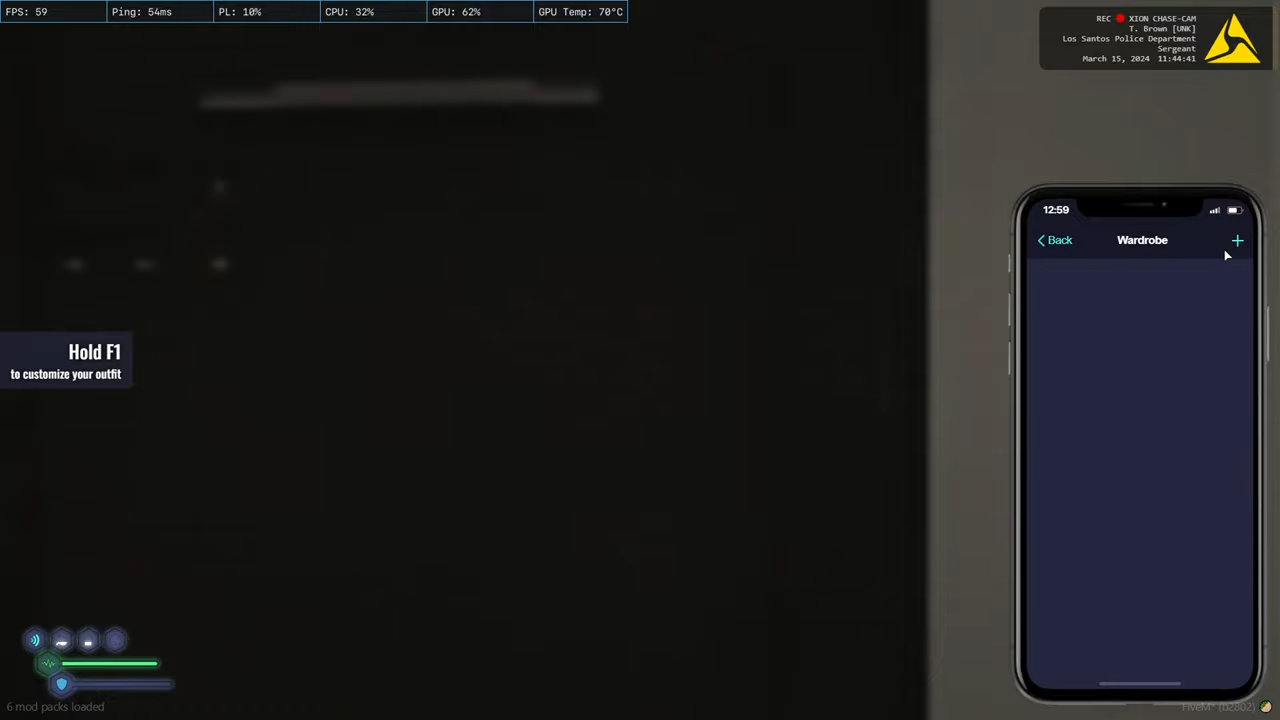 FPS: 59 Ping: 54ms PL: 10% CPU: 32% GPU: 62% GPU Temp: 70°C
REC XION CHASE-CAM
T. Brown [UNK]
Los Santos Police Department
Sergeant
March 15, 2024 11:44:41
12:59
Back Wardrobe +
Hold F1
to customize your outfit
6 mod packs loaded
FiveM* (b2802)